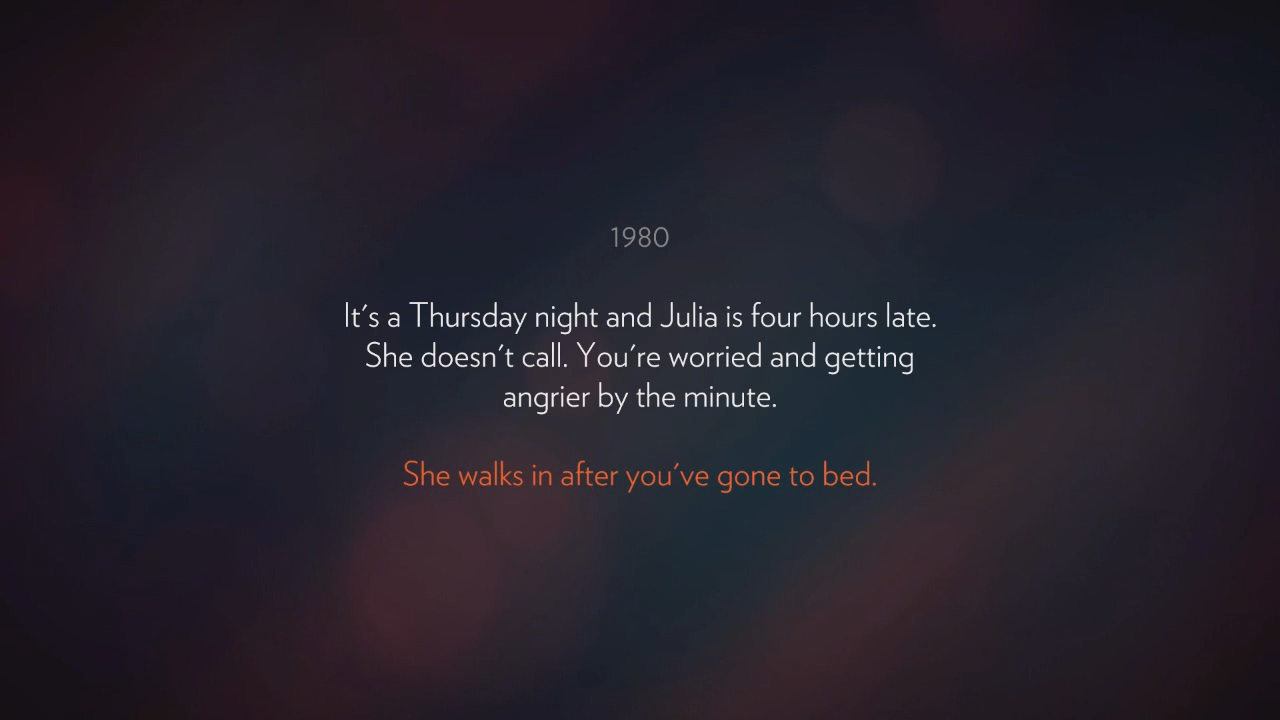 1980
It's a Thursday night and Julia is four hours late.
She doesn't call. You're worried and getting
angrier by the minute.
She walks in after you've gone to bed.